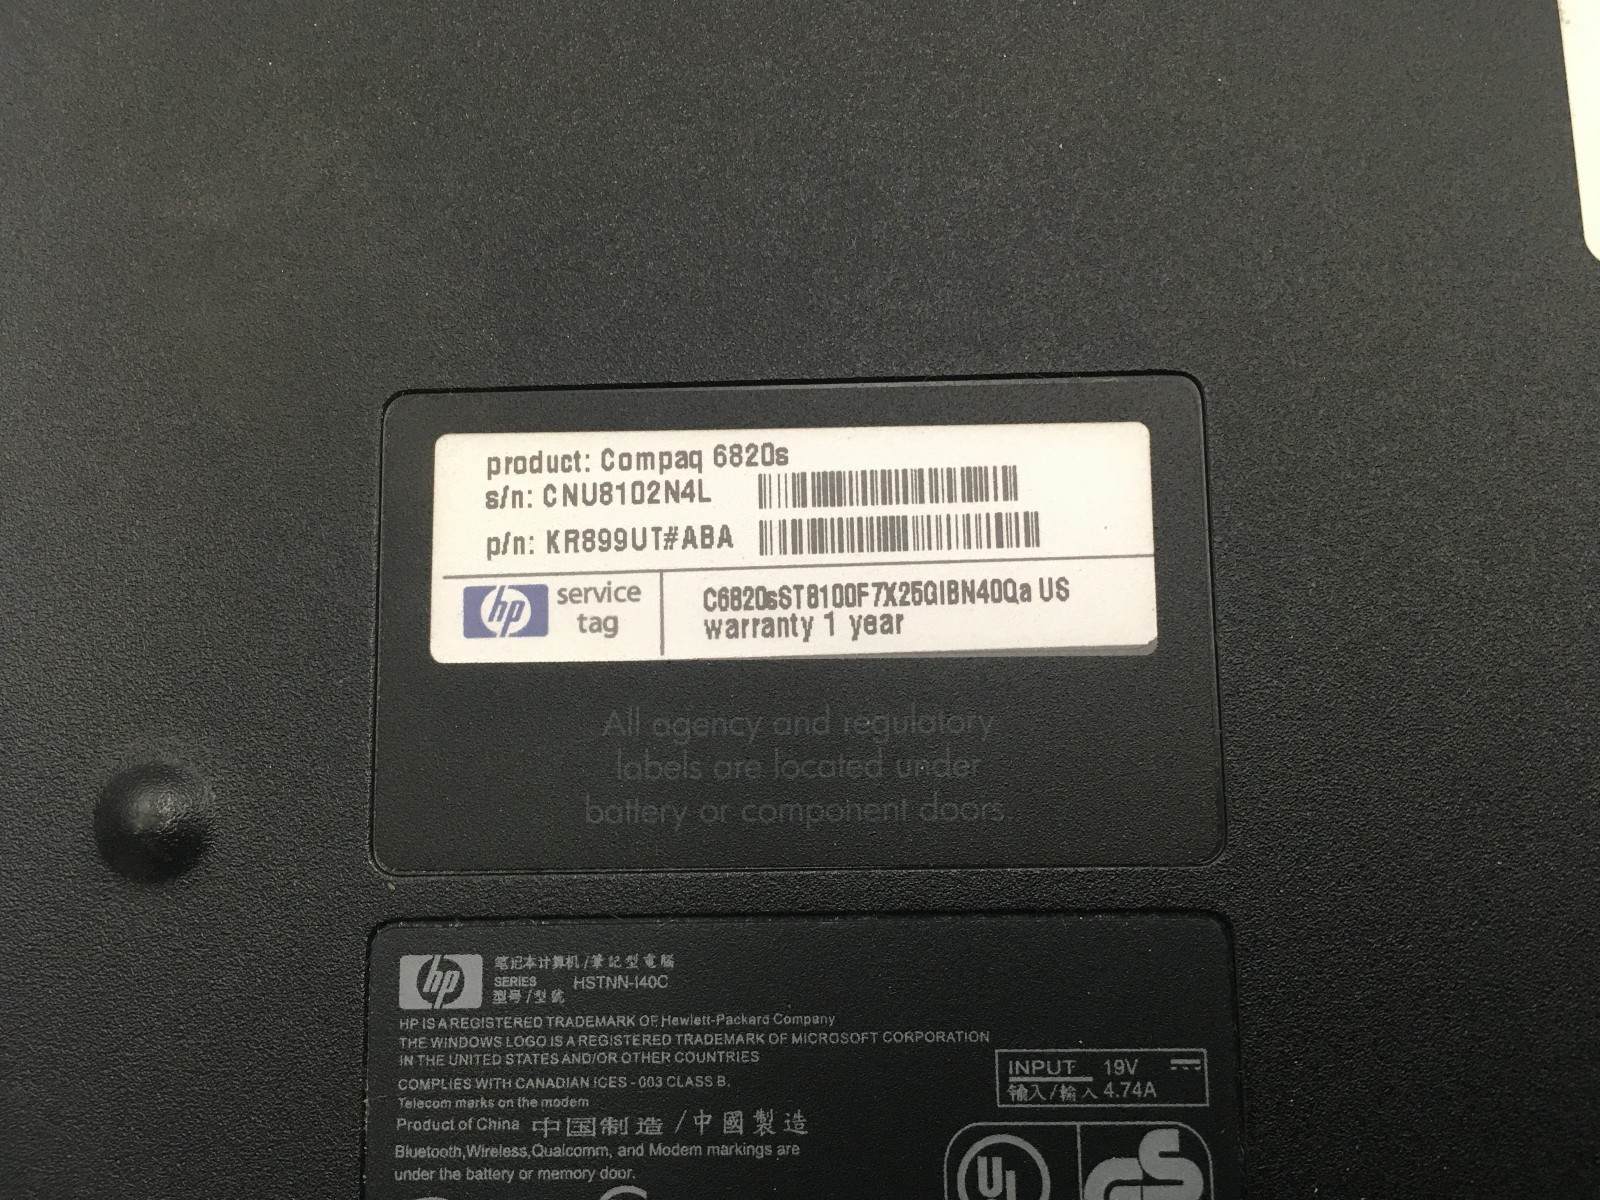 product: Compaq 6820s
s/n: CNU8102N4L
p/n: KR899UT#ABA
hp service tag
C6820sST8100F7X25GIBN40Qa US
warranty 1 year
All agency and regulatory
labels are located under
battery or component doors.
hp
笔记本计算机/筆記型電腦
SERIES HSTNN-I40C
型号/型號
HP IS A REGISTERED TRADEMARK OF Hewlett-Packard Company
THE WINDOWS LOGO IS A REGISTERED TRADEMARK OF MICROSOFT CORPORATION
IN THE UNITED STATES AND/OR OTHER COUNTRIES
COMPLIES WITH CANADIAN ICES - 003 CLASS B.
Telecom marks on the modem
Product of China 中国制造/中國製造
Bluetooth,Wireless,Qualcomm, and Modem markings are
under the battery or memory door.
INPUT 19V
输入/輸入 4.74A
UL
GS